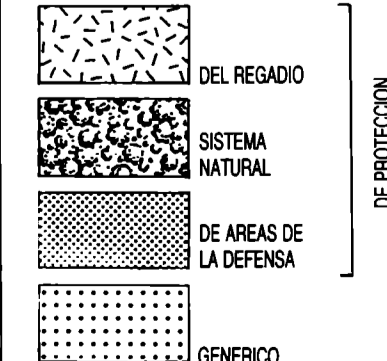 DEL REGADIO
SISTEMA
NATURAL
DE AREAS DE
LA DEFENSA
GENERICO
DE PROTECCION